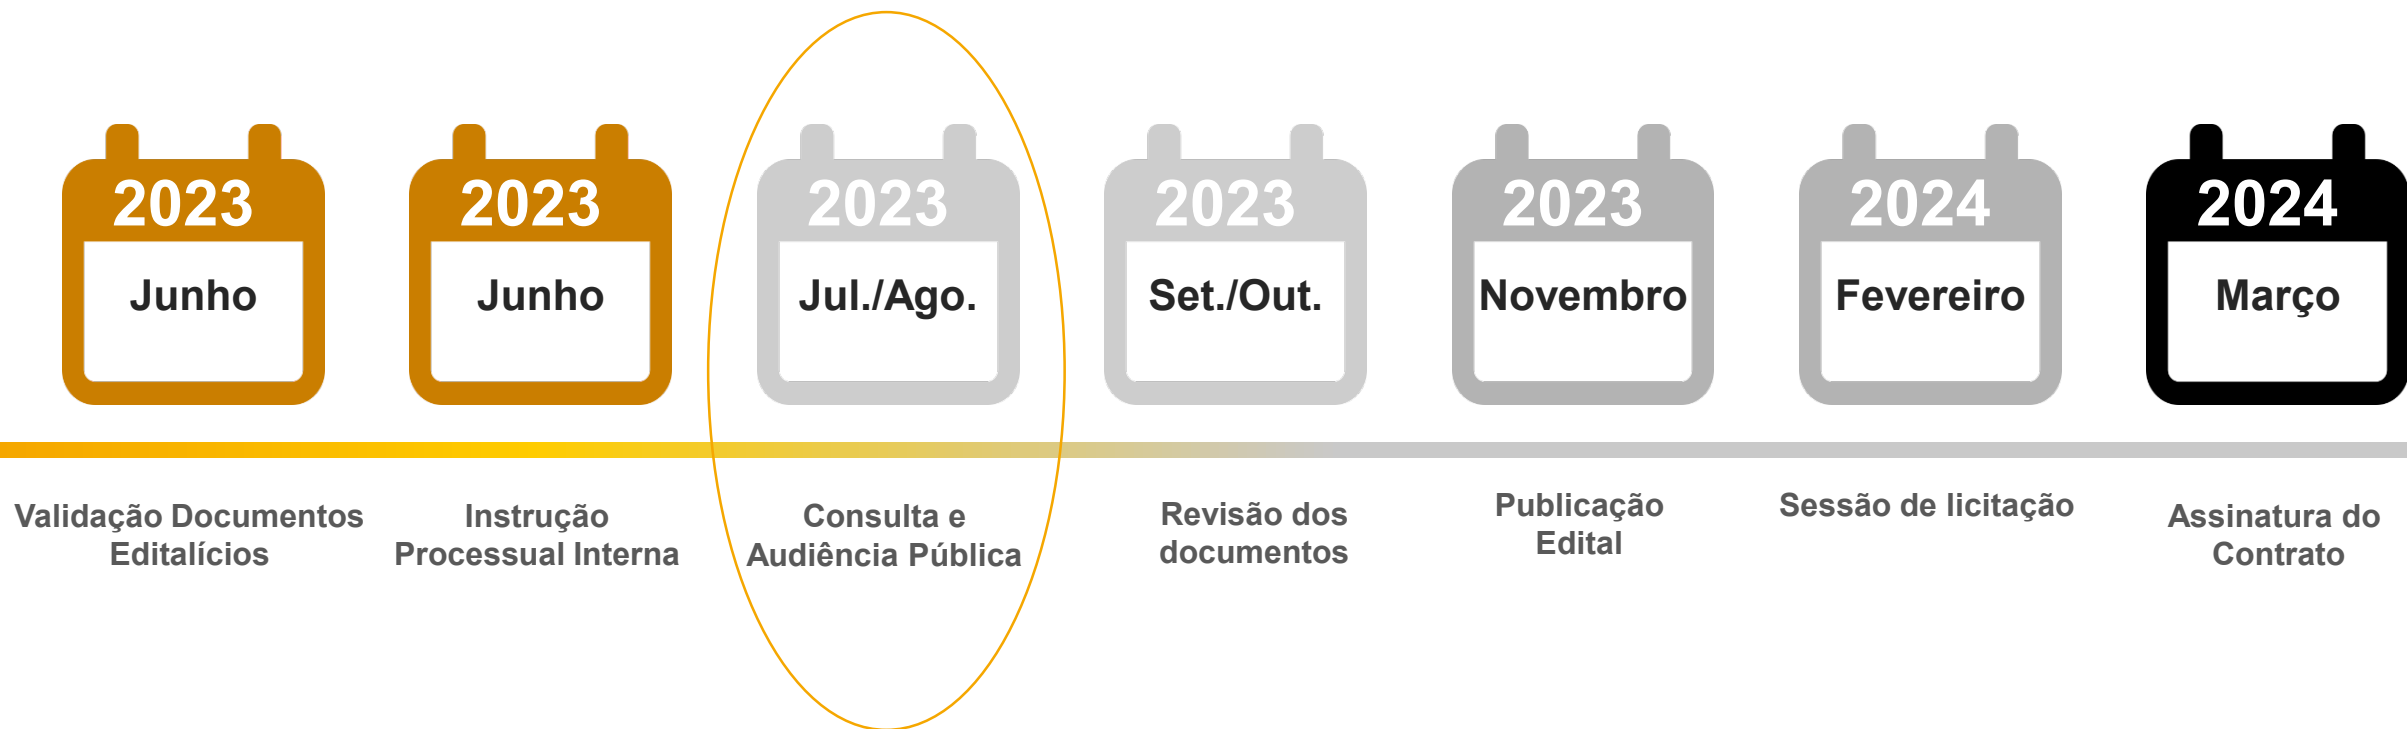 2023
Junho
Validação Documentos
Editalícios
2023
Junho
Instrução
Processual Interna
2023
Jul./Ago.
Consulta e
Audiência Pública
2023
Set./Out.
Revisão dos
documentos
2023
Novembro
Publicação
Edital
2024
Fevereiro
Sessão de licitação
2024
Março
Assinatura do
Contrato